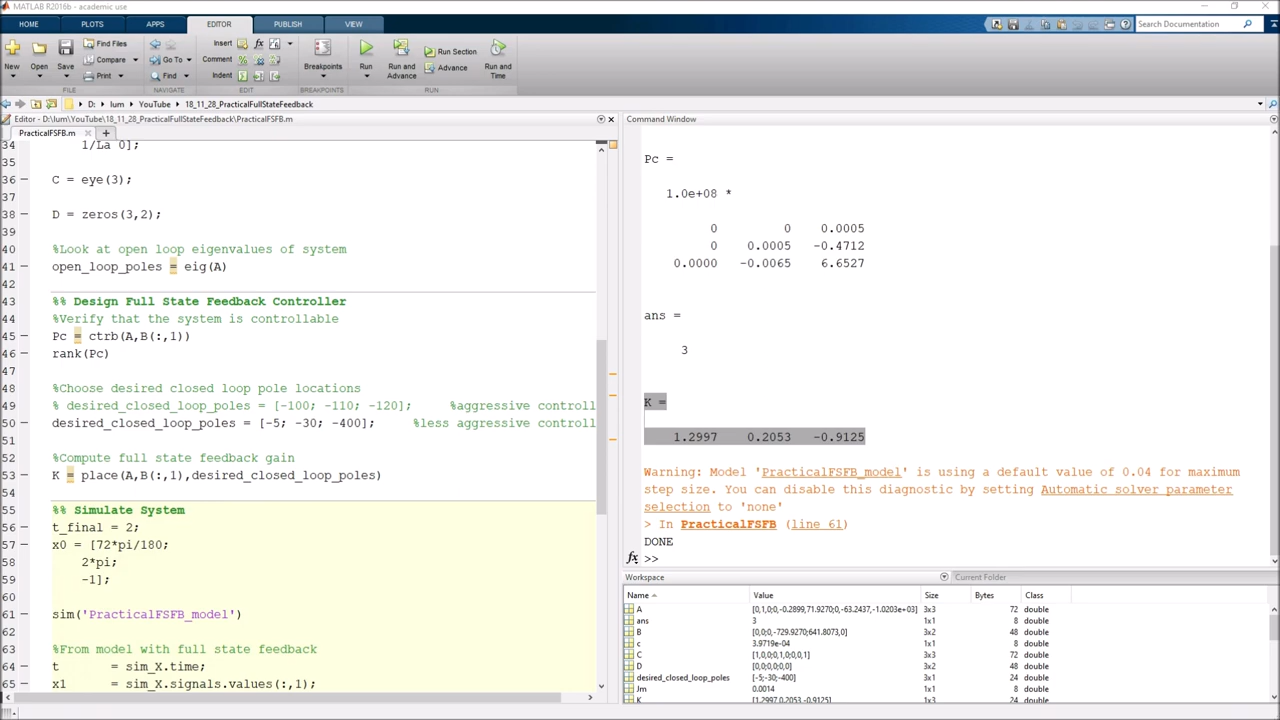 MATLAB R2016b - academic use
HOME PLOTS APPS EDITOR PUBLISH VIEW
Search Documentation
New
Open
Save
Find Files
Compare
Print
FILE
Go To
Find
NAVIGATE
Insert
Comment
Indent
EDIT
Breakpoints
BREAKPOINTS
Run
Run and
Advance
Run Section
Advance
Run and
Time
RUN
D: Ium YouTube 18_11_28_PracticalFullStateFeedback
Editor - D:\Ium\YouTube\18_11_28_PracticalFullStateFeedback\PracticalFSFB.m
PracticalFSFB.m
34 1/La 0];
35
36 C = eye(3);
37
38 D = zeros(3,2);
39
40 %Look at open loop eigenvalues of system
41 open_loop_poles = eig(A)
42
43 %% Design Full State Feedback Controller
44 %Verify that the system is controllable
45 Pc = ctrb(A,B(:,1))
46 rank(Pc)
47
48 %Choose desired closed loop pole locations
49 % desired_closed_loop_poles = [-100; -110; -120]; %aggressive controll
50 desired_closed_loop_poles = [-5; -30; -400]; %less aggressive controll
51
52 %Compute full state feedback gain
53 K = place(A,B(:,1),desired_closed_loop_poles)
54
55 %% Simulate System
56 t_final = 2;
57 x0 = [72*pi/180;
58 2*pi;
59 -1];
60
61 sim('PracticalFSFB_model')
62
63 %From model with full state feedback
64 t = sim_X.time;
65 x1 = sim_X.signals.values(:,1);
Command Window
Pc =
1.0e+08 *
0 0 0.0005
0 0.0005 -0.4712
0.0000 -0.0065 6.6527
ans =
3
K =
1.2997 0.2053 -0.9125
Warning: Model 'PracticalFSFB_model' is using a default value of 0.04 for maximum
step size. You can disable this diagnostic by setting Automatic solver parameter
selection to 'none'
> In PracticalFSFB (line 61)
DONE
fx >>
Workspace Current Folder
Name Value Size Bytes Class
A [0,1,0;0,-0.2899,71.9270;0,-63.2437,-1.0203e+03] 3x3 72 double
ans 3 1x1 8 double
B [0,0;0,-729.9270;641.8073,0] 3x2 48 double
c 3.9719e-04 1x1 8 double
C [1,0,0;0,1,0;0,0,1] 3x3 72 double
D [0,0;0,0;0,0] 3x2 48 double
desired_closed_loop_poles [-5;-30;-400] 3x1 24 double
Jm 0.0014 1x1 8 double
K [1.2997 0.2053 -0.9125] 1x3 24 double